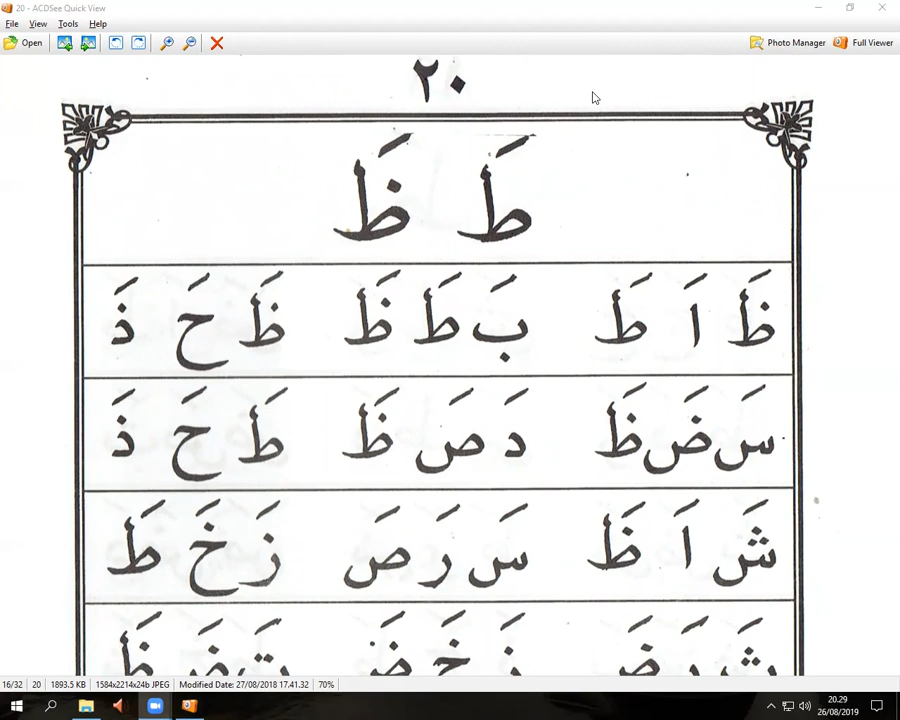 20 - ACDSee Quick View
File View Tools Help
Open Photo Manager Full Viewer
٢٠
طَ ظَ
ظَ اَ طَ بَ طَ ظَ ظَ حَ ذَ
سَ ضَ ظَ دَ صَ ظَ طَ حَ ذَ
شَ اَ ظَ سَ رَ صَ زَ خَ طَ
شَ رَ ضَ زَ خَ ضَ تَ ضَ ظَ
16/32 20 1893.5 KB 1584x2214x24b JPEG Modified Date: 27/08/2018 17.41.32 70%
20.29
26/08/2019